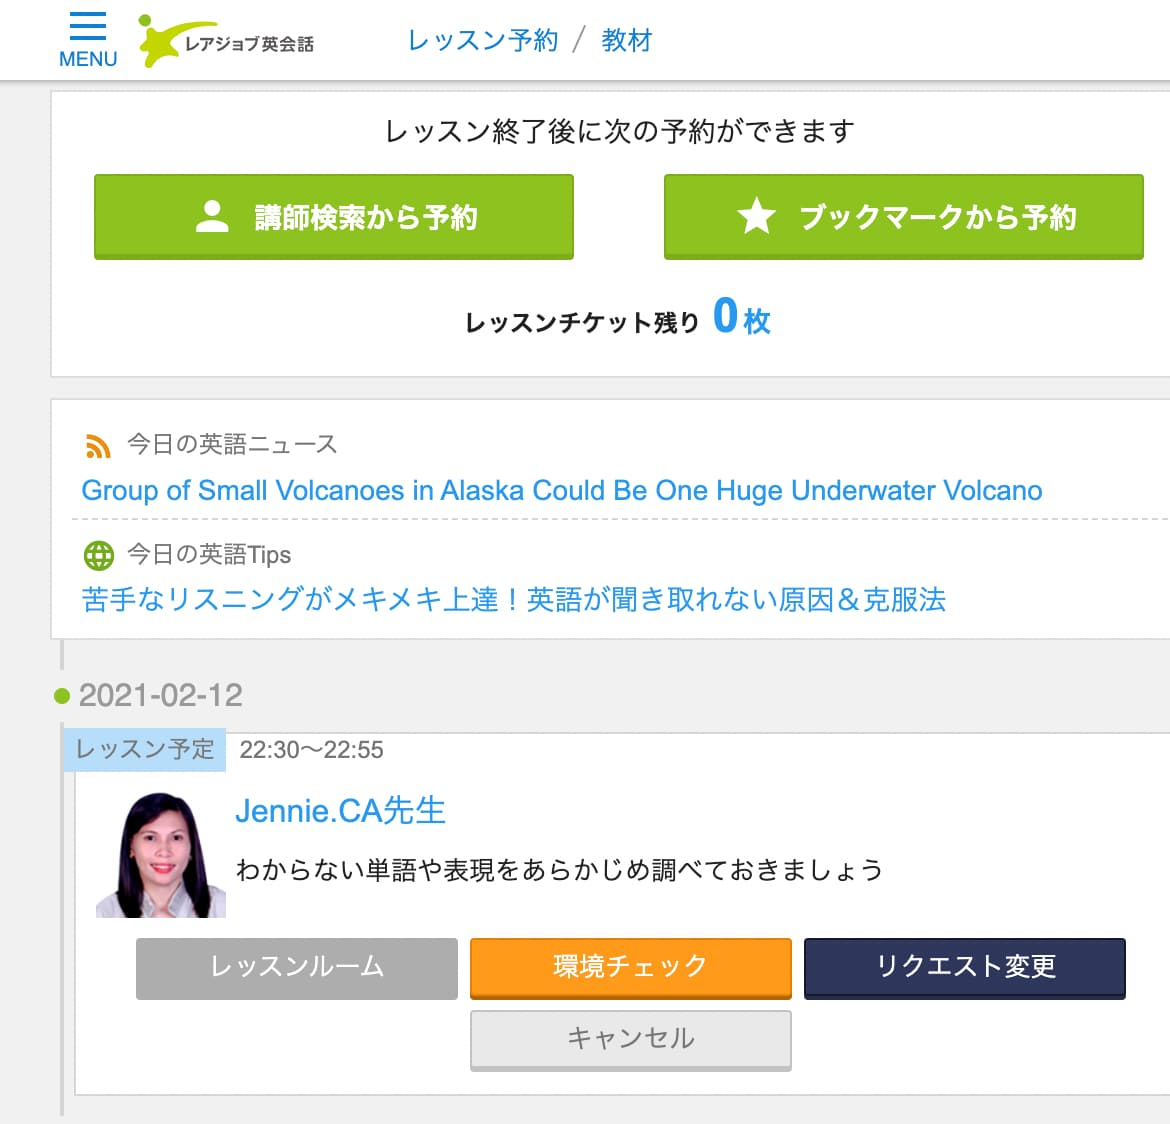 MENU
レアジョブ英会話
レッスン予約 / 教材
レッスン終了後に次の予約ができます
講師検索から予約
ブックマークから予約
レッスンチケット残り 0枚
今日の英語ニュース
Group of Small Volcanoes in Alaska Could Be One Huge Underwater Volcano
今日の英語Tips
苦手なリスニングがメキメキ上達！英語が聞き取れない原因＆克服法
2021-02-12
レッスン予定 22:30〜22:55
Jennie.CA先生
わからない単語や表現をあらかじめ調べておきましょう
レッスンルーム
環境チェック
リクエスト変更
キャンセル